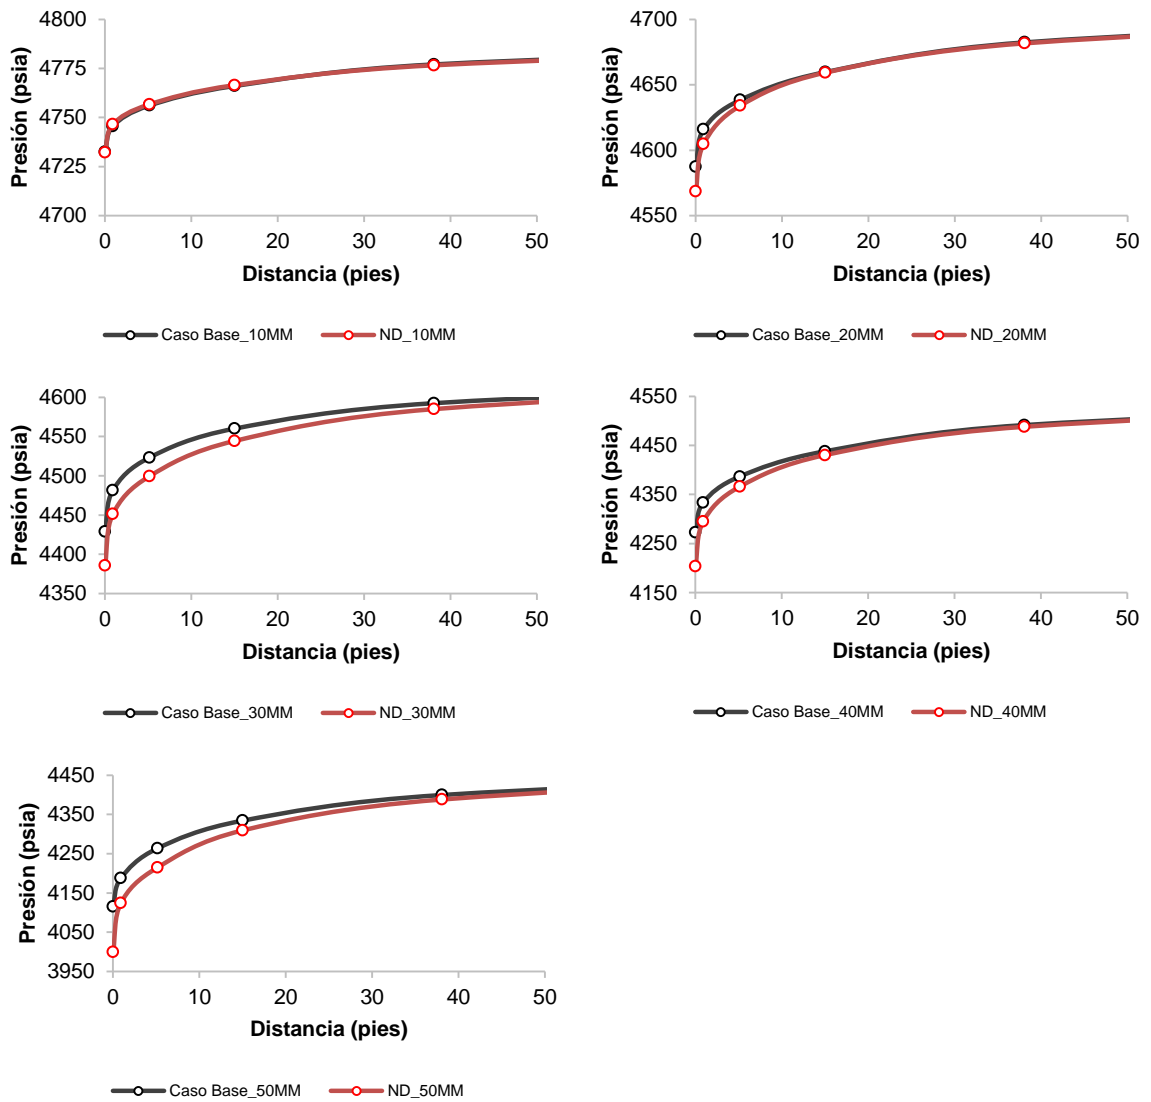 4800
4775
4750
4725
4700
Presión (psia)
0 10 20 30 40 50
Distancia (pies)
Caso Base_10MM ND_10MM
4700
4650
4600
4550
Presión (psia)
0 10 20 30 40 50
Distancia (pies)
Caso Base_20MM ND_20MM
4600
4550
4500
4450
4400
4350
Presión (psia)
0 10 20 30 40 50
Distancia (pies)
Caso Base_30MM ND_30MM
4550
4450
4350
4250
4150
Presión (psia)
0 10 20 30 40 50
Distancia (pies)
Caso Base_40MM ND_40MM
4450
4350
4250
4150
4050
3950
Presión (psia)
0 10 20 30 40 50
Distancia (pies)
Caso Base_50MM ND_50MM